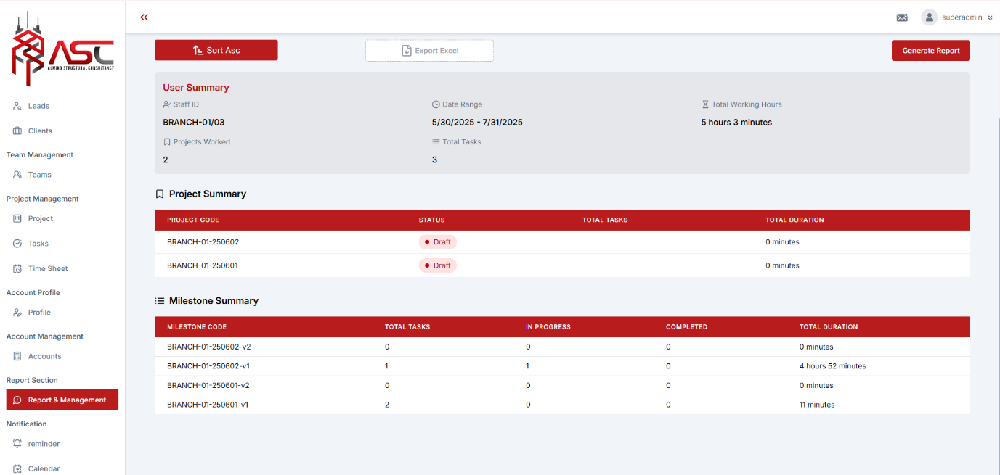 ASC
ALMINO STRUCTURAL CONSULTANCY
Leads
Clients
Team Management
Teams
Project Management
Project
Tasks
Time Sheet
Account Profile
Profile
Account Management
Accounts
Report Section
Report & Management
Notification
reminder
Calendar
superadmin
Sort Asc
Export Excel
Generate Report
User Summary
Staff ID Date Range Total Working Hours
BRANCH-01/03 5/30/2025 - 7/31/2025 5 hours 3 minutes
Projects Worked Total Tasks
2 3
Project Summary
PROJECT CODE STATUS TOTAL TASKS TOTAL DURATION
BRANCH-01-250602 Draft 0 minutes
BRANCH-01-250601 Draft 0 minutes
Milestone Summary
MILESTONE CODE TOTAL TASKS IN PROGRESS COMPLETED TOTAL DURATION
BRANCH-01-250602-v2 0 0 0 0 minutes
BRANCH-01-250602-v1 1 1 0 4 hours 52 minutes
BRANCH-01-250601-v2 0 0 0 0 minutes
BRANCH-01-250601-v1 2 0 0 11 minutes